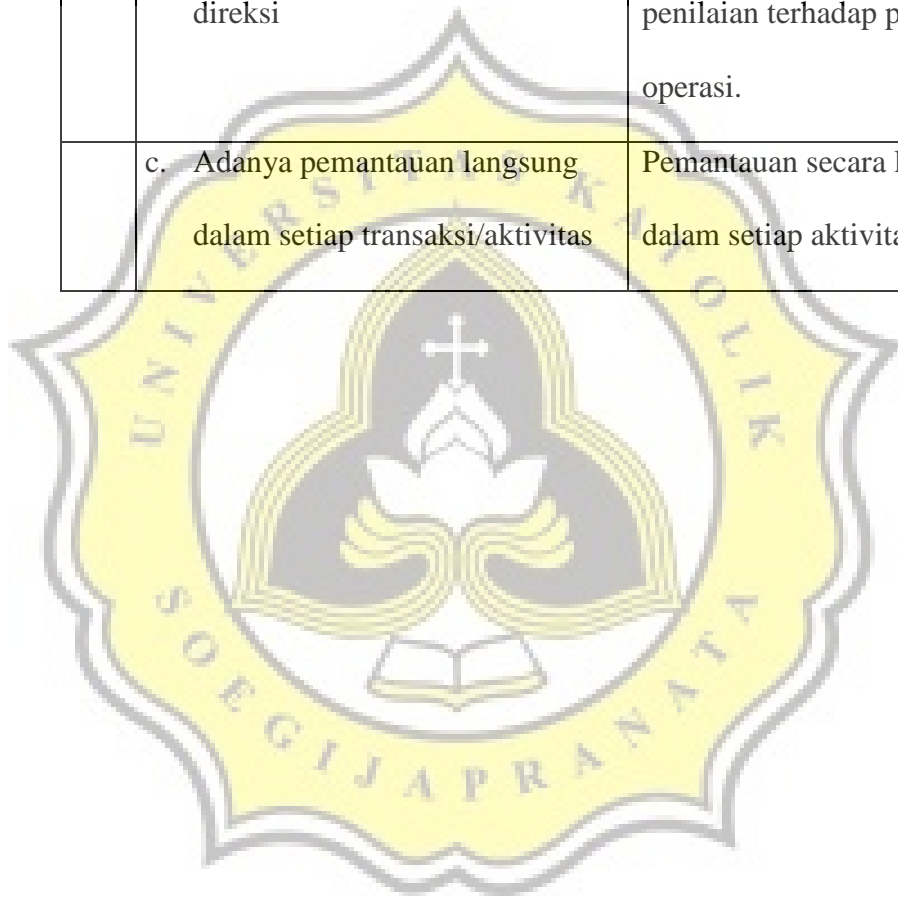 direksi
penilaian terhadap p
operasi.
c. Adanya pemantauan langsung
dalam setiap transaksi/aktivitas
Pemantauan secara
dalam setiap aktivita
UNIVERSITAS KATOLIK
SOEGIJAPRANATA